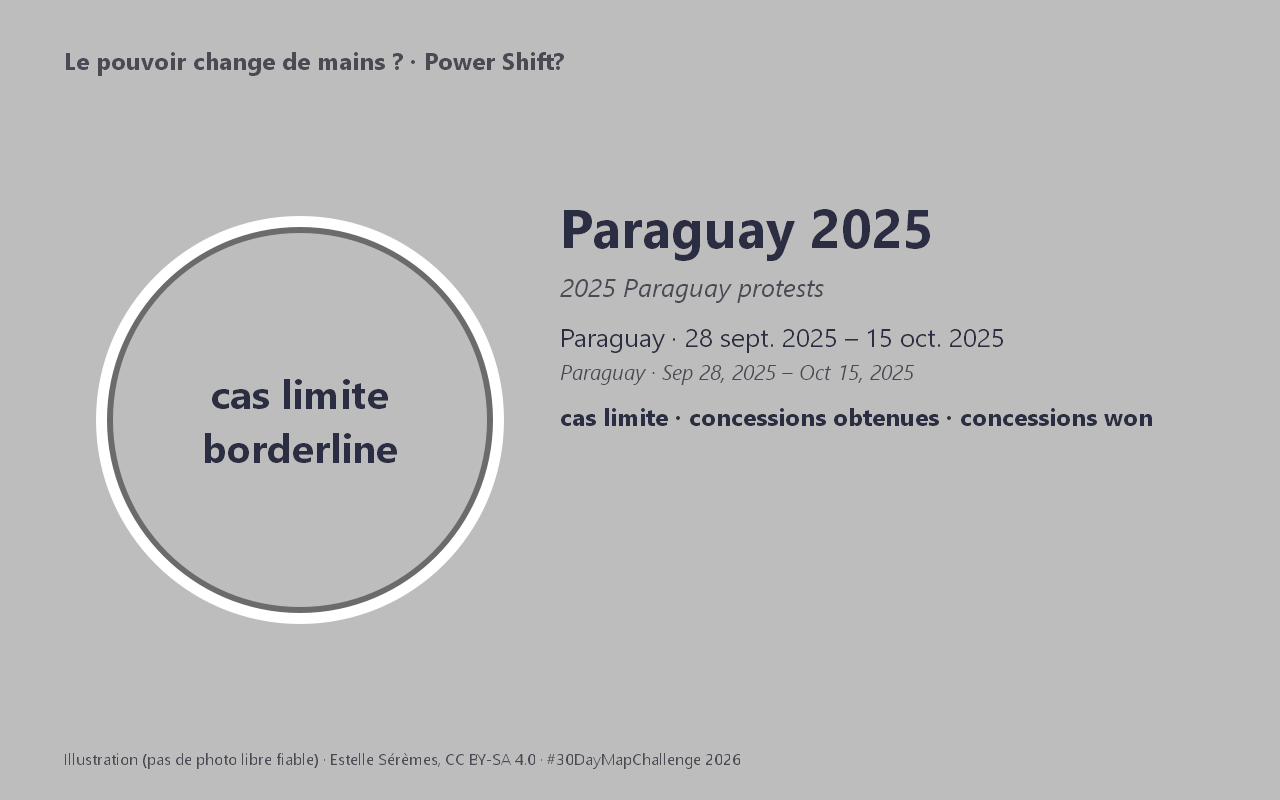 Le pouvoir change de mains ? · Power Shift?
cas limite
borderline
Paraguay 2025
2025 Paraguay protests
Paraguay · 28 sept. 2025 – 15 oct. 2025
Paraguay · Sep 28, 2025 – Oct 15, 2025
cas limite · concessions obtenues · concessions won
Illustration (pas de photo libre fiable) · Estelle Sérèmes, CC BY-SA 4.0 · #30DayMapChallenge 2026